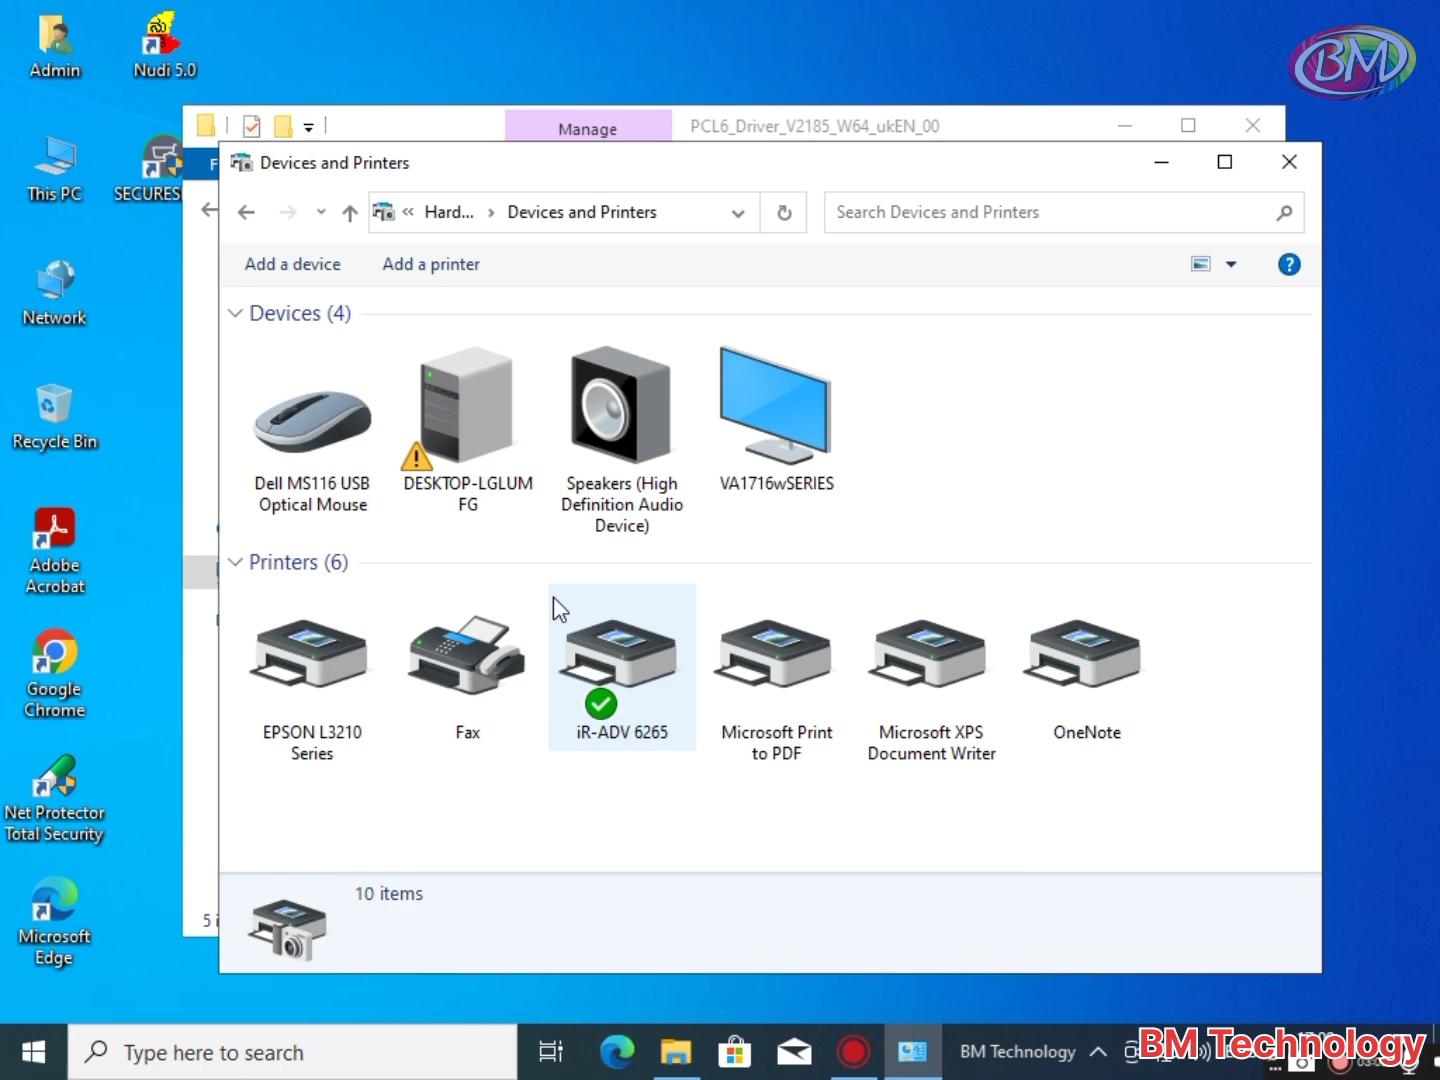 Admin
Nudi 5.0
BM
Manage
PCL6_Driver_V2185_W64_ukEN_00
Devices and Printers
This PC
SECURES
F
Hard...
Devices and Printers
Search Devices and Printers
Add a device
Add a printer
Network
Devices (4)
Dell MS116 USB
Optical Mouse
DESKTOP-LGLUM
FG
Speakers (High
Definition Audio
Device)
VA1716wSERIES
Recycle Bin
Adobe
Acrobat
Printers (6)
EPSON L3210
Series
Fax
iR-ADV 6265
Microsoft Print
to PDF
Microsoft XPS
Document Writer
OneNote
Google
Chrome
Net Protector
Total Security
10 items
5 i
Microsoft
Edge
Type here to search
BM Technology
BM Technology